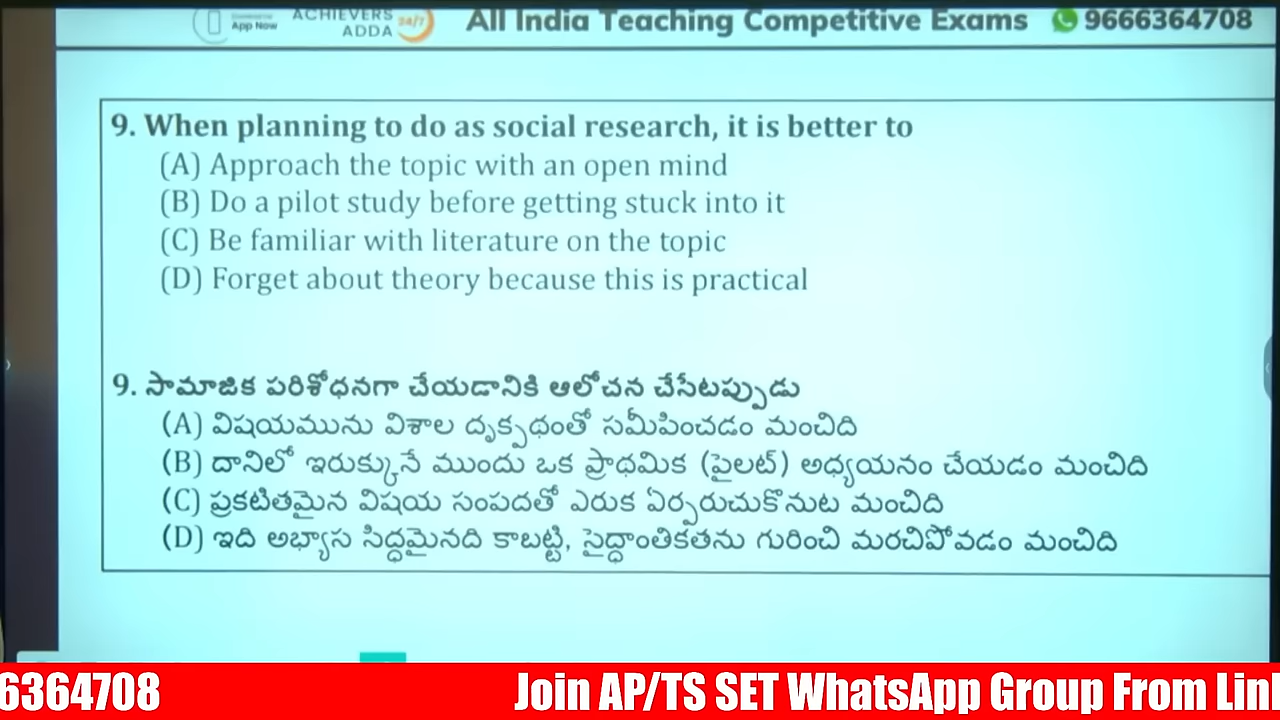 App Now
ACHIEVERS
ADDA
24/7
All India Teaching Competitive Exams 9666364708
9. When planning to do as social research, it is better to
(A) Approach the topic with an open mind
(B) Do a pilot study before getting stuck into it
(C) Be familiar with literature on the topic
(D) Forget about theory because this is practical
9. సామాజిక పరిశోధనగా చేయడానికి ఆలోచన చేసేటప్పుడు
(A) విషయమును విశాల దృక్పథంతో సమీపించడం మంచిది
(B) దానిలో ఇరుక్కునే ముందు ఒక ప్రాథమిక (పైలట్) అధ్యయనం చేయడం మంచిది
(C) ప్రకటితమైన విషయ సంపదతో ఎరుక ఏర్పరుచుకొనుట మంచిది
(D) ఇది అభ్యాస సిద్ధమైనది కాబట్టి, సైద్ధాంతికతను గురించి మరచిపోవడం మంచిది
6364708 Join AP/TS SET WhatsApp Group From Link